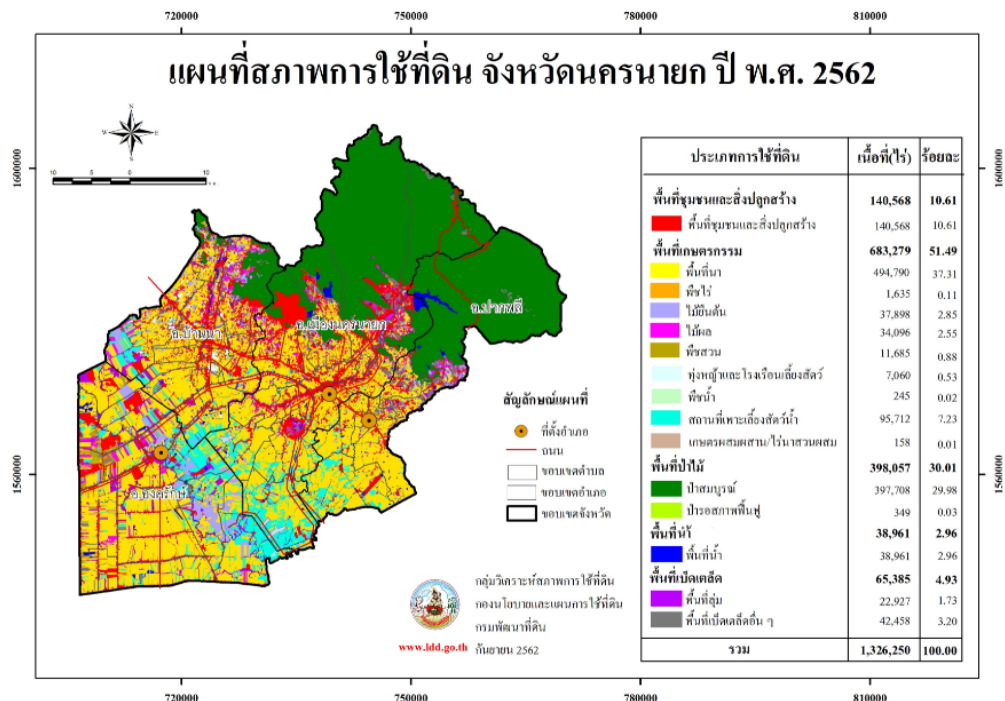 720000 750000 780000 810000
แผนที่สภาพการใช้ที่ดิน จังหวัดนครนายก ปี พ.ศ. 2562
N
W E
S
10 5 0 10
1600000 1600000
1560000 1560000
อ.บ้านนา
อ.เมืองนครนายก
อ.ปากพลี
อ.องครักษ์
สัญลักษณ์แผนที่
ที่ตั้งอำเภอ
ถนน
ขอบเขตตำบล
ขอบเขตอำเภอ
ขอบเขตจังหวัด
กลุ่มวิเคราะห์สภาพการใช้ที่ดิน
กองนโยบายและแผนการใช้ที่ดิน
กรมพัฒนาที่ดิน
www.ldd.go.th กันยายน 2562
ประเภทการใช้ที่ดิน เนื้อที่(ไร่) ร้อยละ
พื้นที่ชุมชนและสิ่งปลูกสร้าง 140,568 10.61
พื้นที่ชุมชนและสิ่งปลูกสร้าง 140,568 10.61
พื้นที่เกษตรกรรม 683,279 51.49
พื้นที่นา 494,790 37.31
พืชไร่ 1,635 0.11
ไม้ยืนต้น 37,898 2.85
ไม้ผล 34,096 2.55
พืชสวน 11,685 0.88
ทุ่งหญ้าและโรงเรือนเลี้ยงสัตว์ 7,060 0.53
พืชน้ำ 245 0.02
สถานที่เพาะเลี้ยงสัตว์น้ำ 95,712 7.23
เกษตรผสมผสาน/ไร่นาสวนผสม 158 0.01
พื้นที่ป่าไม้ 398,057 30.01
ป่าสมบูรณ์ 397,708 29.98
ป่ารอสภาพฟื้นฟู 349 0.03
พื้นที่น้ำ 38,961 2.96
พื้นที่น้ำ 38,961 2.96
พื้นที่เบ็ดเตล็ด 65,385 4.93
พื้นที่ลุ่ม 22,927 1.73
พื้นที่เบ็ดเตล็ดอื่น ๆ 42,458 3.20
รวม 1,326,250 100.00
720000 750000 780000 810000